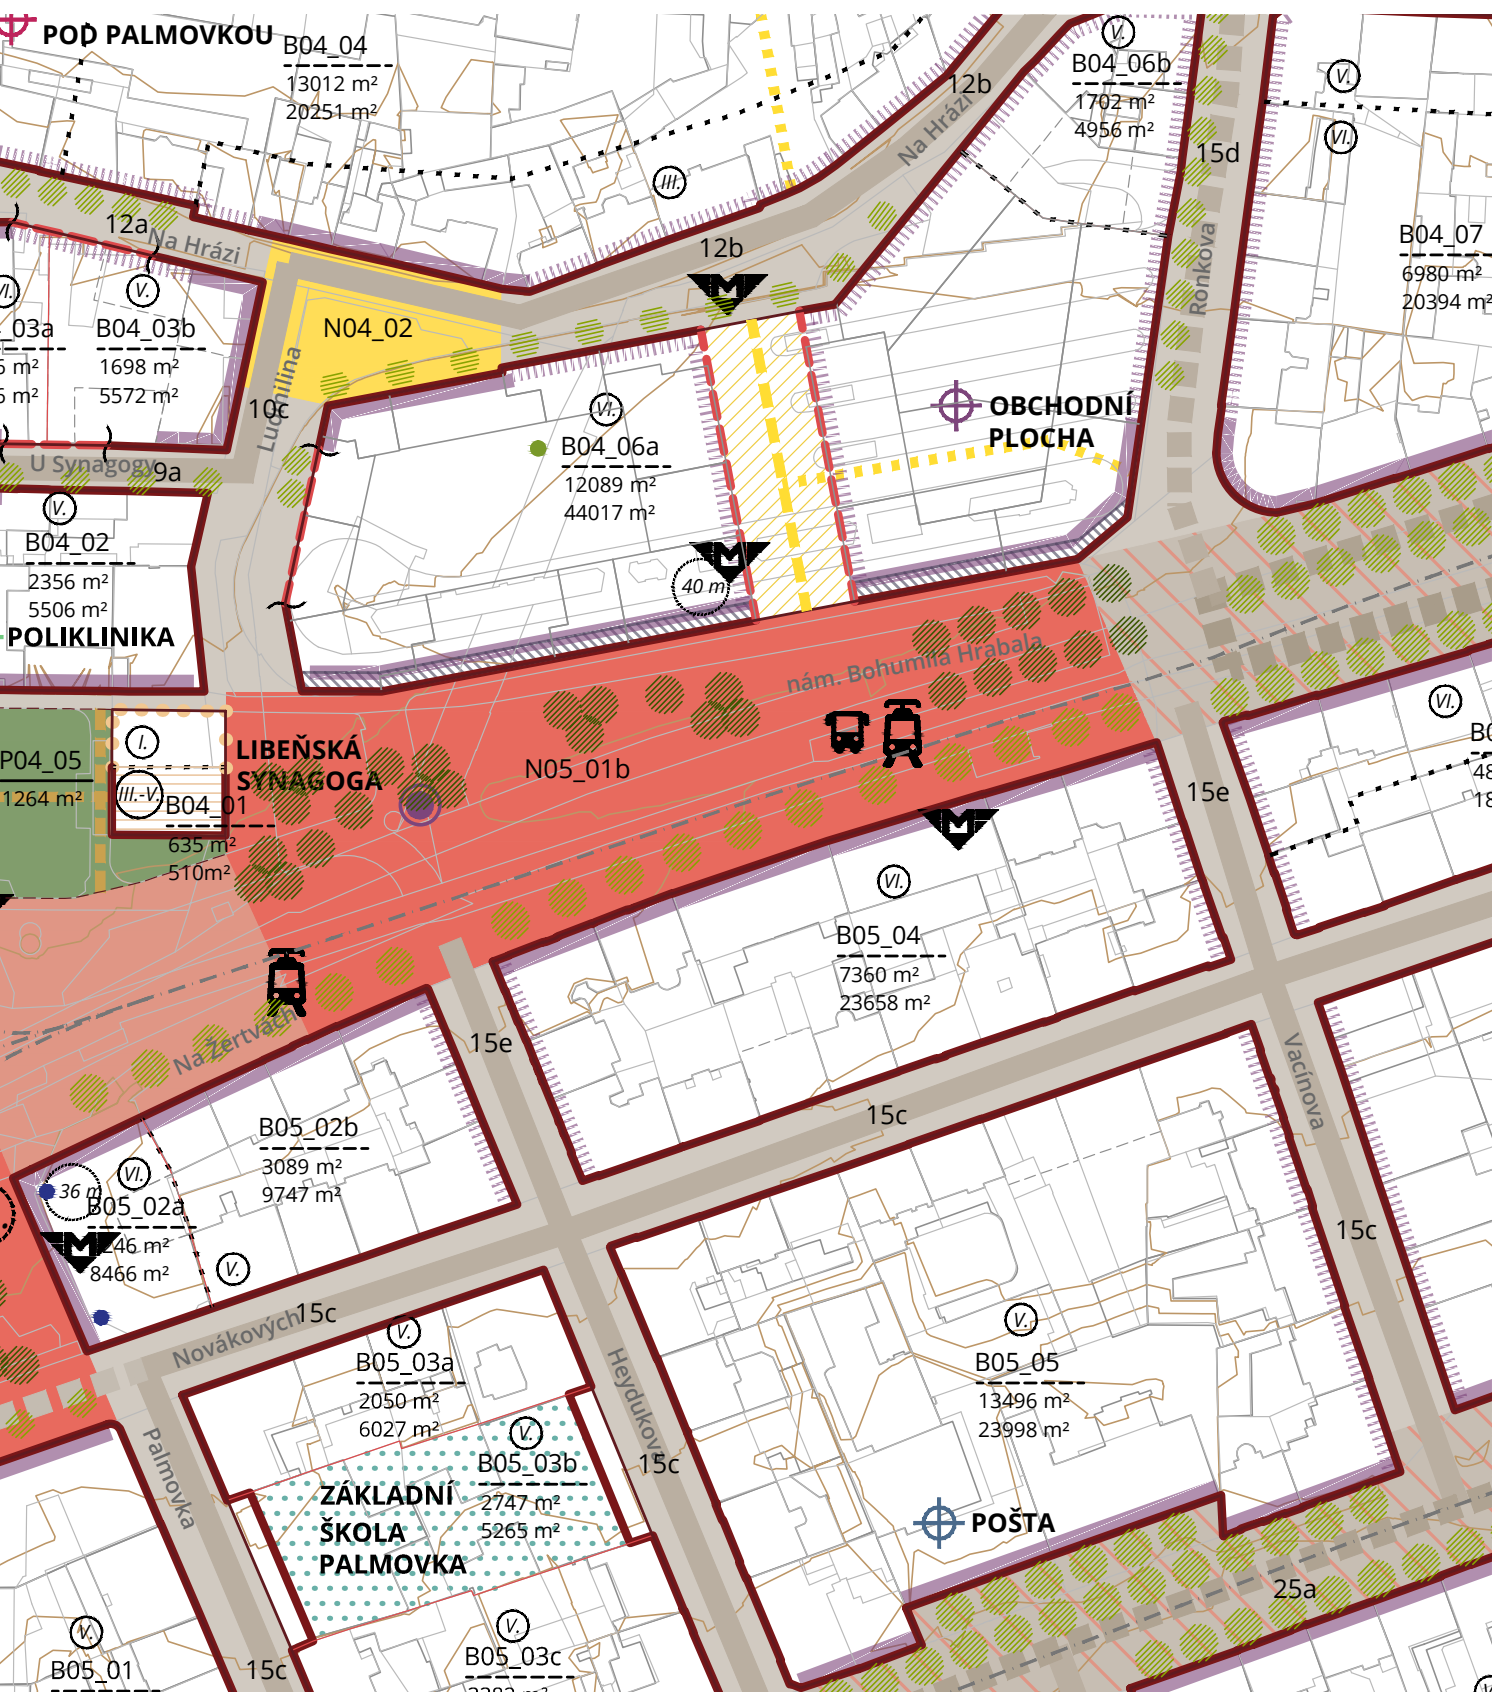 POD PALMOVKOU
B04_04
13012 m²
20251 m²
III.
12b
Na Hrázi
V.
B04_06b
1702 m²
4956 m²
15d
Ronkova
V.
VI.
B04_07
6980 m²
20394 m²
12a
Na Hrázi
12b
V.
B04_03b
1698 m²
5572 m²
03a
N04_02
10c
Ludmilina
U Synagogy
9a
VI.
B04_06a
12089 m²
44017 m²
OBCHODNÍ
PLOCHA
40 m
V.
B04_02
2356 m²
5506 m²
POLIKLINIKA
P04_05
1264 m²
I.
III.-V.
B04_01
635 m²
510m²
LIBEŇSKÁ
SYNAGOGA
N05_01b
nám. Bohumila Hrabala
VI.
15e
VI.
B05_04
7360 m²
23658 m²
Na Žertvách
15e
15c
Vacínova
B05_02b
3089 m²
9747 m²
VI.
36 m
B05_02a
246 m²
8466 m²
V.
15c
Novákových
15c
V.
B05_03a
2050 m²
6027 m²
Heydukova
15c
V.
B05_05
13496 m²
23998 m²
V.
B05_03b
2747 m²
5265 m²
ZÁKLADNÍ
ŠKOLA
PALMOVKA
Palmovka
POŠTA
25a
V.
B05_01
15c
V.
B05_03c